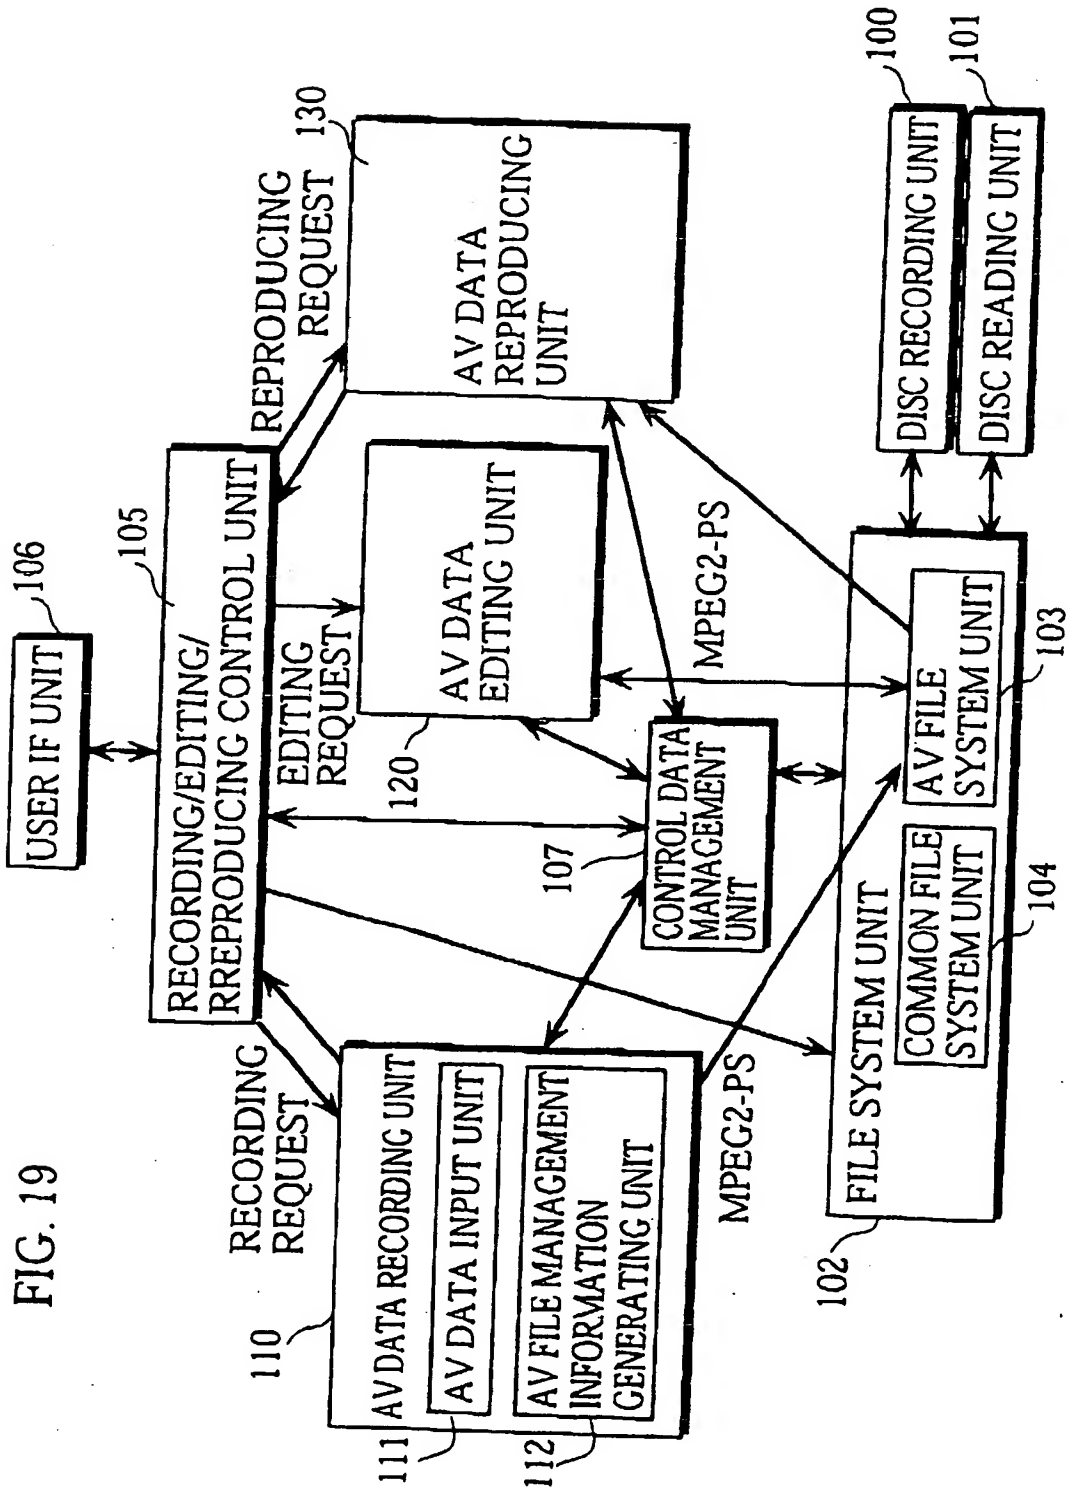 FIG. 19
USER IF UNIT
106
RECORDING/EDITING/
RREPRODUCING CONTROL UNIT
105
RECORDING
REQUEST
EDITING
REQUEST
REPRODUCING
REQUEST
110
AV DATA RECORDING UNIT
111
AV DATA INPUT UNIT
112
AV FILE MANAGEMENT
INFORMATION
GENERATING UNIT
120
AV DATA
EDITING UNIT
130
AV DATA
REPRODUCING
UNIT
107
CONTROL DATA
MANAGEMENT
UNIT
MPEG2-PS
MPEG2-PS
102
FILE SYSTEM UNIT
COMMON FILE
SYSTEM UNIT
104
AV FILE
SYSTEM UNIT
103
DISC RECORDING UNIT
100
DISC READING UNIT
101